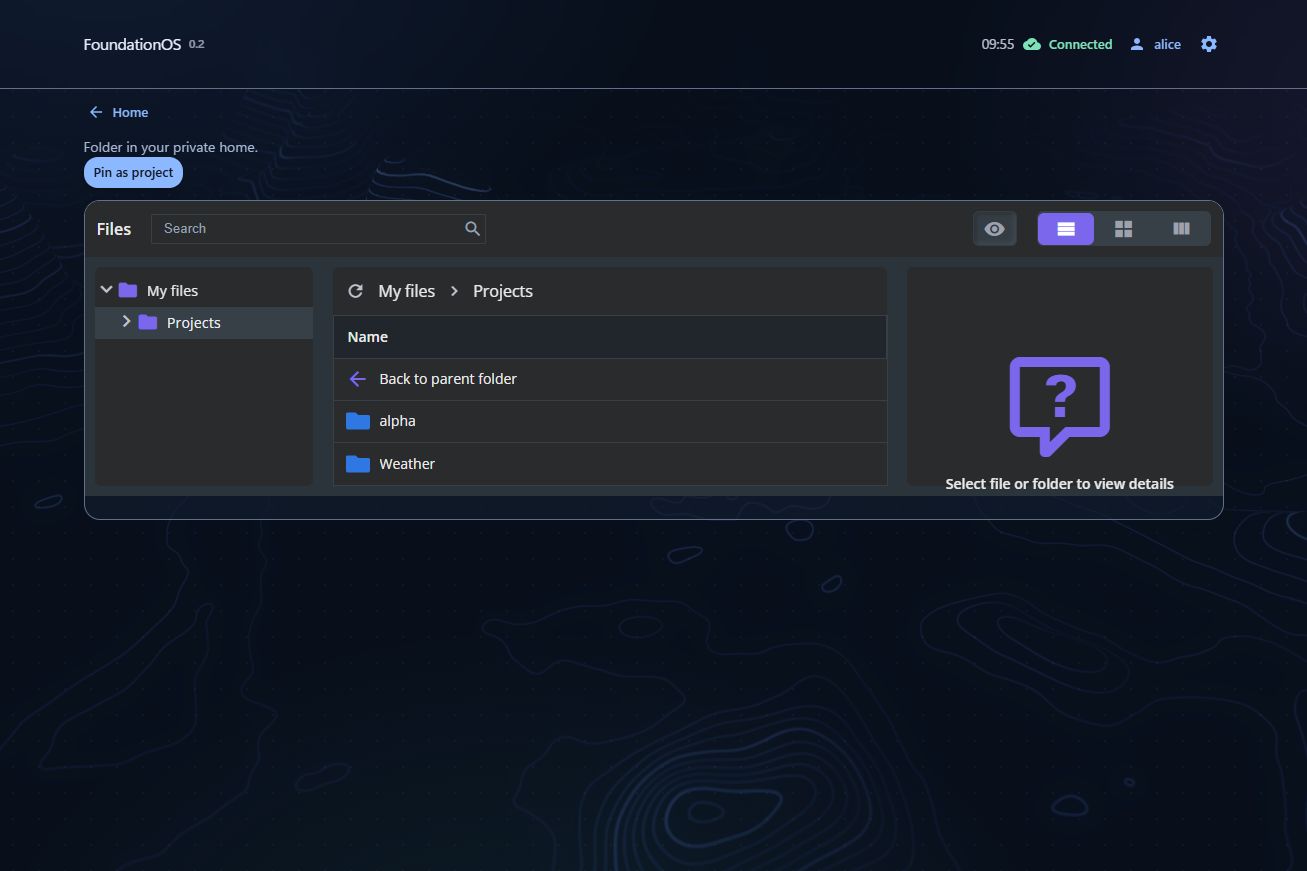 FoundationOS 0.2
09:55 Connected alice
Home
Folder in your private home.
Pin as project
Files
Search
My files
Projects
My files Projects
Name
Back to parent folder
alpha
Weather
?
Select file or folder to view details